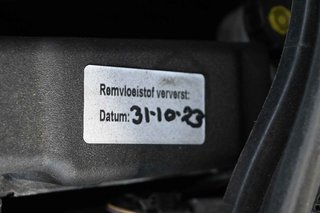 Remvloeistof ververst:
Datum: 31-10-23